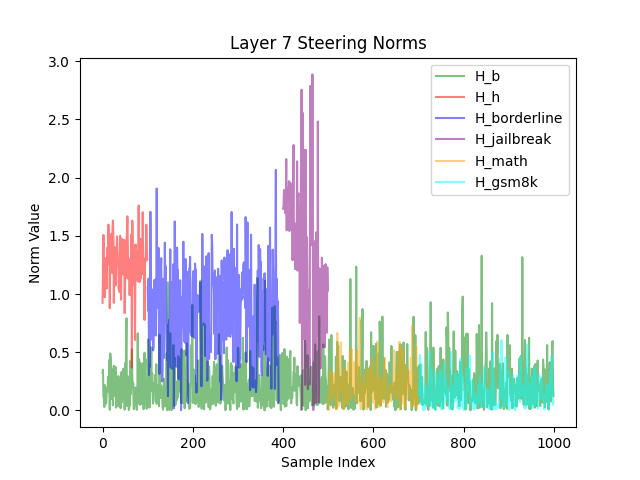 Layer 7 Steering Norms
3.0
2.5
2.0
1.5
1.0
0.5
0.0
Norm Value
0
200
400
600
800
1000
Sample Index
H_b
H_h
H_borderline
H_jailbreak
H_math
H_gsm8k